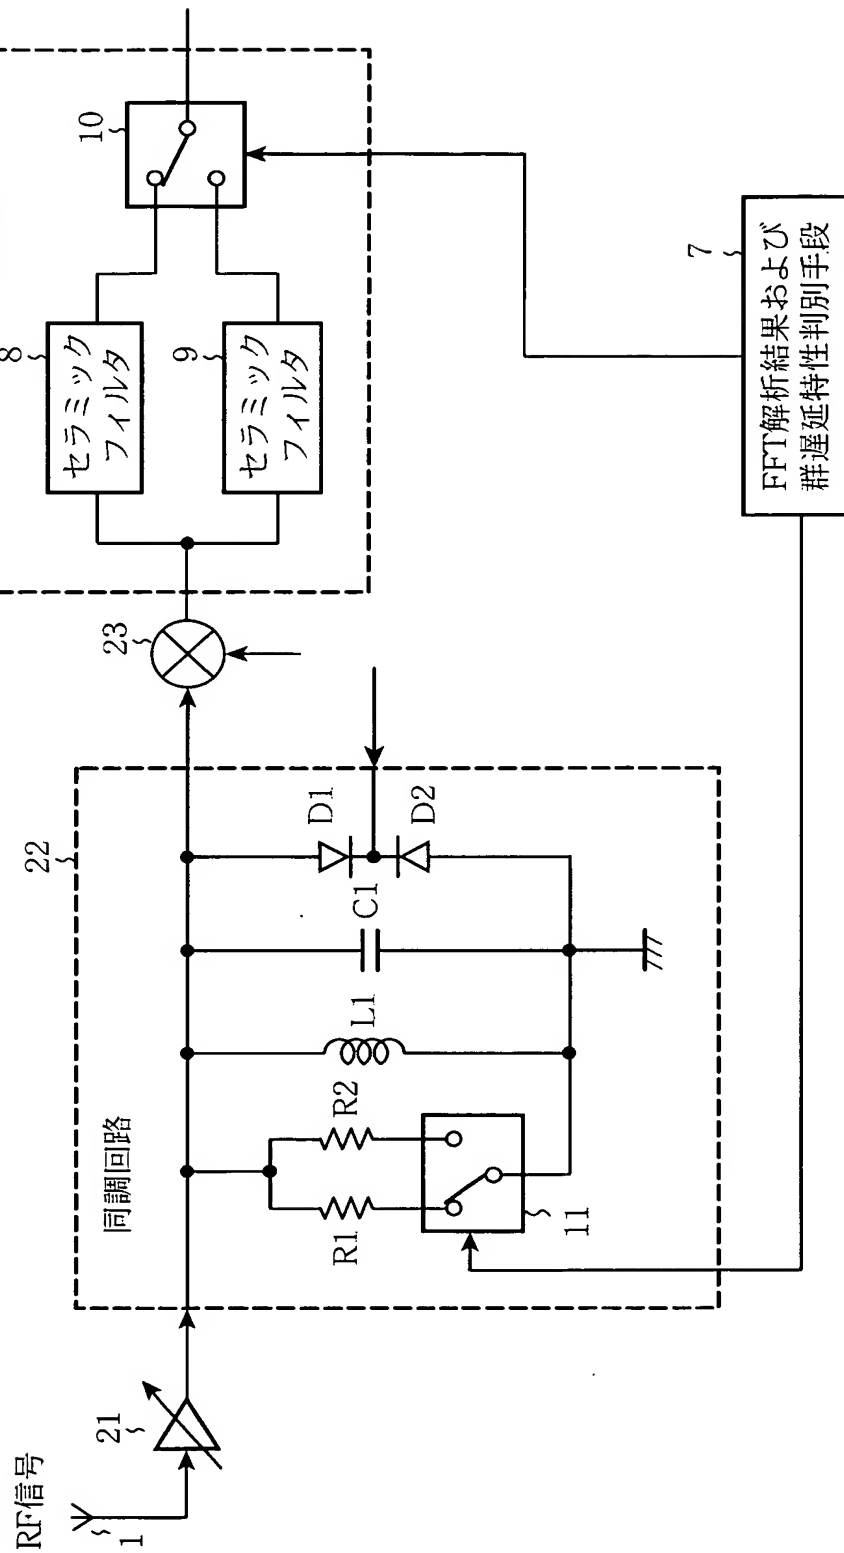 RF信号
1
21
同調回路
22
R1
R2
11
L1
C1
D1
D2
23
8
セラミック
フィルタ
9
セラミック
フィルタ
10
7
FFT解析結果および
群遅延特性判別手段